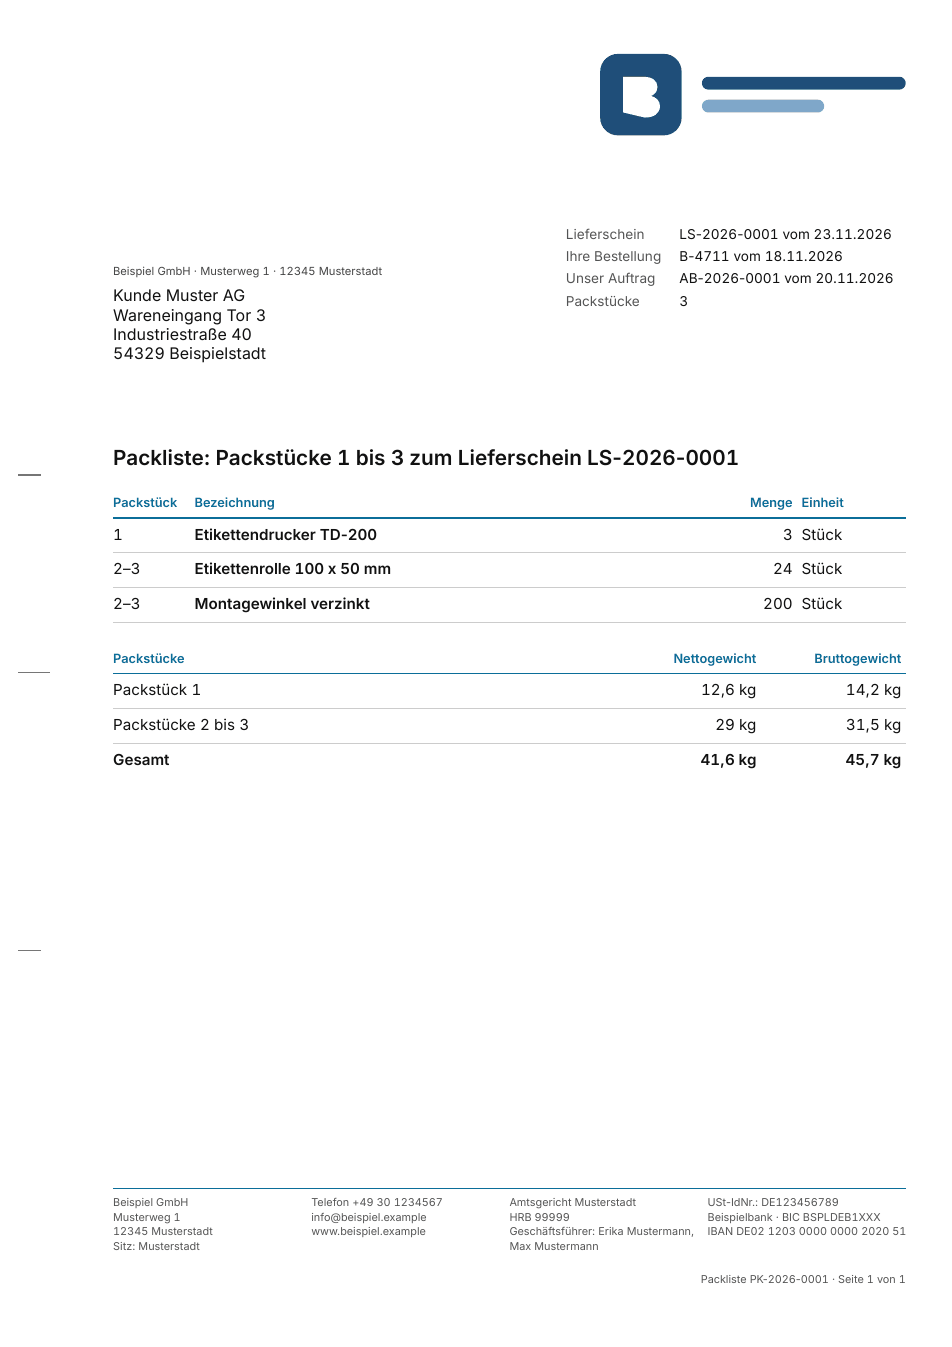 B
Lieferschein LS-2026-0001 vom 23.11.2026
Ihre Bestellung B-4711 vom 18.11.2026
Unser Auftrag AB-2026-0001 vom 20.11.2026
Packstücke 3
Beispiel GmbH · Musterweg 1 · 12345 Musterstadt
Kunde Muster AG
Wareneingang Tor 3
Industriestraße 40
54329 Beispielstadt
Packliste: Packstücke 1 bis 3 zum Lieferschein LS-2026-0001
Packstück Bezeichnung Menge Einheit
1 Etikettendrucker TD-200 3 Stück
2–3 Etikettenrolle 100 x 50 mm 24 Stück
2–3 Montagewinkel verzinkt 200 Stück
Packstücke Nettogewicht Bruttogewicht
Packstück 1 12,6 kg 14,2 kg
Packstücke 2 bis 3 29 kg 31,5 kg
Gesamt 41,6 kg 45,7 kg
Beispiel GmbH
Musterweg 1
12345 Musterstadt
Sitz: Musterstadt
Telefon +49 30 1234567
info@beispiel.example
www.beispiel.example
Amtsgericht Musterstadt
HRB 99999
Geschäftsführer: Erika Mustermann,
Max Mustermann
USt-IdNr.: DE123456789
Beispielbank · BIC BSPLDEB1XXX
IBAN DE02 1203 0000 0000 2020 51
Packliste PK-2026-0001 · Seite 1 von 1